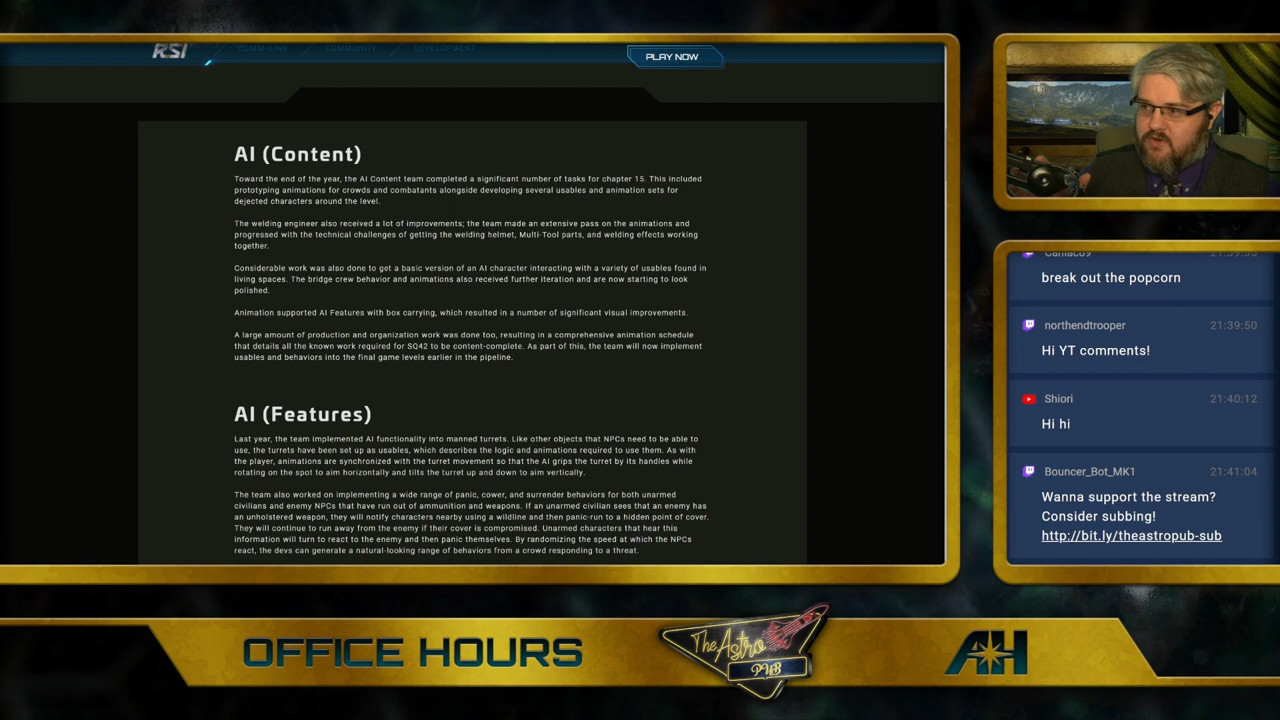 RSI
COMM-LINK
COMMUNITY
DEVELOPMENT
PLAY NOW
AI (Content)
Toward the end of the year, the AI Content team completed a significant number of tasks for chapter 15. This included
prototyping animations for crowds and combatants alongside developing several usables and animation sets for
dejected characters around the level.
The welding engineer also received a lot of improvements; the team made an extensive pass on the animations and
progressed with the technical challenges of getting the welding helmet, Multi-Tool parts, and welding effects working
together.
Considerable work was also done to get a basic version of an AI character interacting with a variety of usables found in
living spaces. The bridge crew behavior and animations also received further iteration and are now starting to look
polished.
Animation supported AI Features with box carrying, which resulted in a number of significant visual improvements.
A large amount of production and organization work was done too, resulting in a comprehensive animation schedule
that details all the known work required for SQ42 to be content-complete. As part of this, the team will now implement
usables and behaviors into the final game levels earlier in the pipeline.
AI (Features)
Last year, the team implemented AI functionality into manned turrets. Like other objects that NPCs need to be able to
use, the turrets have been set up as usables, which describes the logic and animations required to use them. As with
the player, animations are synchronized with the turret movement so that the AI grips the turret by its handles while
rotating on the spot to aim horizontally and tilts the turret up and down to aim vertically.
The team also worked on implementing a wide range of panic, cower, and surrender behaviors for both unarmed
civilians and enemy NPCs that have run out of ammunition and weapons. If an unarmed civilian sees that an enemy has
an unholstered weapon, they will notify characters nearby using a wildline and then panic-run to a hidden point of cover.
They will continue to run away from the enemy if their cover is compromised. Unarmed characters that hear this
information will turn to react to the enemy and then panic themselves. By randomizing the speed at which the NPCs
react, the devs can generate a natural-looking range of behaviors from a crowd responding to a threat.
break out the popcorn
northendtrooper 21:39:50
Hi YT comments!
Shiori 21:40:12
Hi hi
Bouncer_Bot_MK1 21:41:04
Wanna support the stream?
Consider subbing!
http://bit.ly/theastropub-sub
OFFICE HOURS
The Astro
PUB
AH